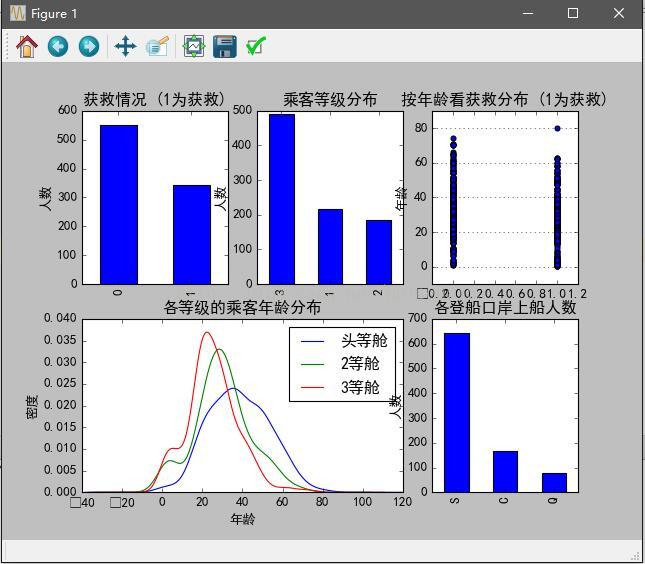 Figure 1
获救情况 (1为获救)
乘客等级分布
按年龄看获救分布 (1为获救)
600
500
400
300
200
100
0
人数
0
1
500
400
300
200
100
0
人数
3
1
2
80
60
40
20
0
年龄
□0.2 0.0 0.2 0.4 0.6 0.8 1.0 1.2
各等级的乘客年龄分布
各登船口岸上船人数
0.040
0.035
0.030
0.025
0.020
0.015
0.010
0.005
0.000
密度
头等舱
2等舱
3等舱
□40 □20 0 20 40 60 80 100 120
年龄
700
600
500
400
300
200
100
0
人数
S
C
Q